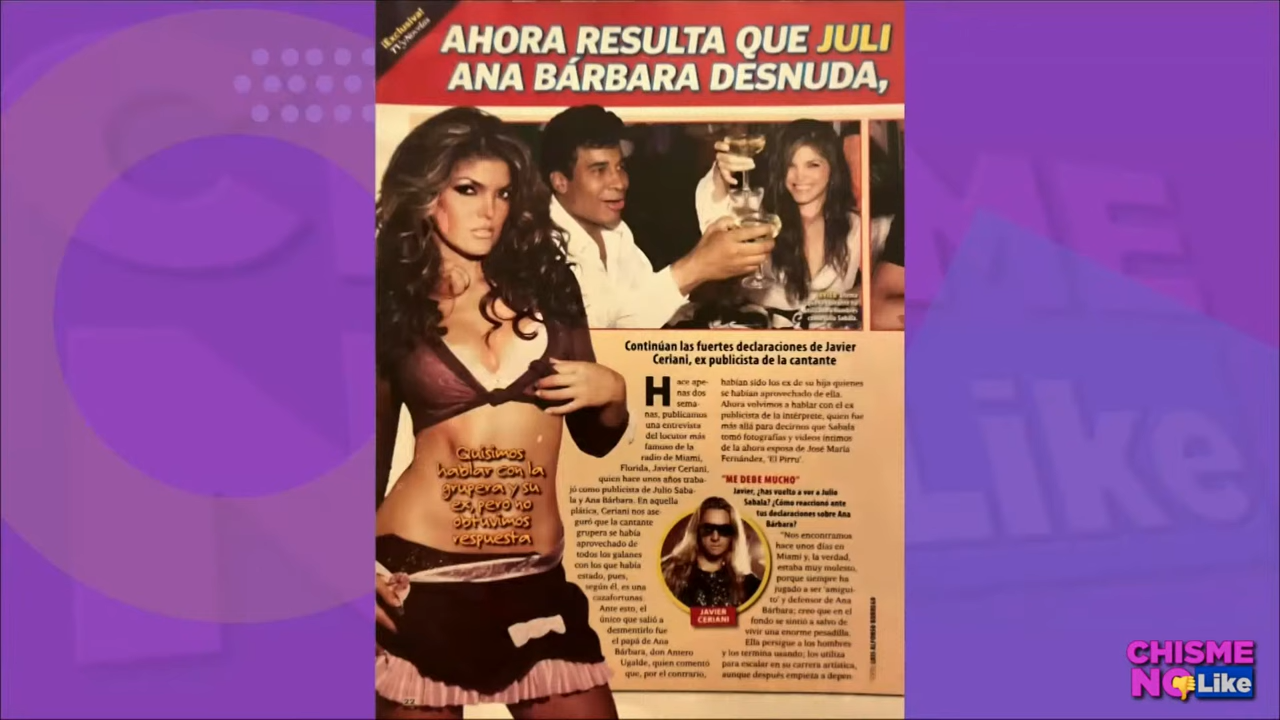 ¡Exclusiva!
TVyNovelas
AHORA RESULTA QUE JULI
ANA BÁRBARA DESNUDA,
Continúan las fuertes declaraciones de Javier
Ceriani, ex publicista de la cantante
Hace ape-
nas dos
sema-
nas, publicamos
una entrevista
del locutor más
famoso de la
radio de Miami,
Florida, Javier Ceriani,
quien hace unos años traba-
jó como publicista de Julio Saba-
la y Ana Bárbara. En aquella
plática, Ceriani nos ase-
guró que la cantante
grupera se había
aprovechado de
todos los galanes
con los que había
estado, pues,
según él, es una
cazafortunas.
Ante esto, el
único que salió a
desmentirlo fue
el papá de Ana
Bárbara, don Antero
Ugalde, quien comentó
que, por el contrario,
habían sido los ex de su hija quienes
se habían aprovechado de ella.
Ahora volvimos a hablar con el ex
publicista de la intérprete, quien fue
más allá para decirnos que Sabala
tomó fotografías y videos íntimos
de la ahora esposa de José María
Fernández, 'El Pirru'.
"ME DEBE MUCHO"
Javier, ¿has vuelto a ver a Julio
Sabala? ¿Cómo reaccionó ante
tus declaraciones sobre Ana
Bárbara?
"Nos encontramos
hace unos días en
Miami y, la verdad,
estaba muy molesto,
porque siempre ha
jugado a ser 'amigui-
to' y defensor de Ana
Bárbara; creo que en el
fondo se sintió a salvo de
vivir una enorme pesadilla.
Ella persigue a los hombres
y los termina usando; los utiliza
para escalar en su carrera artística,
aunque después empieza a depen-
Quisimos
hablar con la
grupera y su
ex, pero no
obtuvimos
respuesta
JAVIER
CERIANI
22
CHISME
NO Like
CHISME
Like